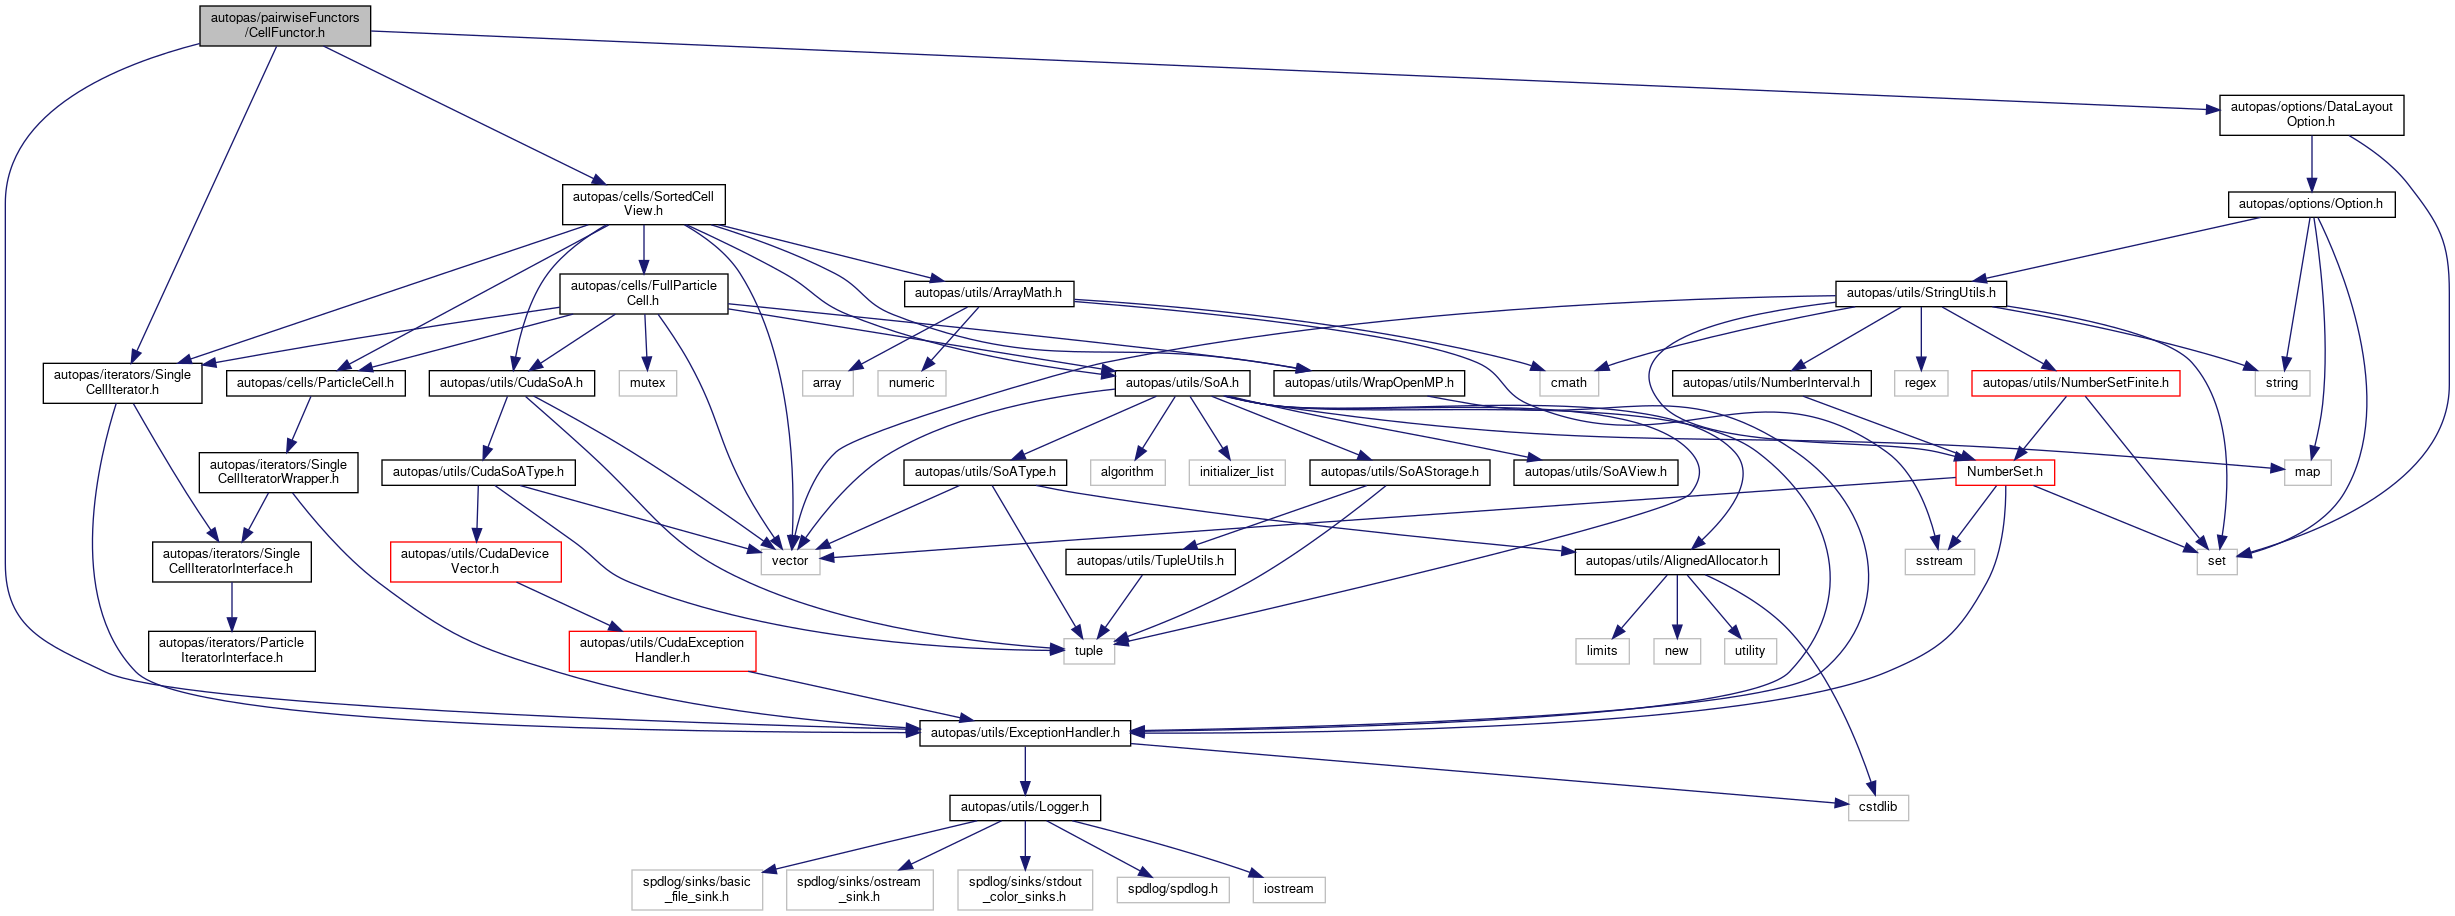 autopas/pairwiseFunctors
/CellFunctor.h
autopas/options/DataLayout
Option.h
autopas/cells/SortedCell
View.h
autopas/options/Option.h
autopas/cells/FullParticle
Cell.h
autopas/utils/ArrayMath.h
autopas/utils/StringUtils.h
autopas/iterators/Single
CellIterator.h
autopas/cells/ParticleCell.h
autopas/utils/CudaSoA.h
mutex
array
numeric
autopas/utils/SoA.h
autopas/utils/WrapOpenMP.h
cmath
autopas/utils/NumberInterval.h
regex
autopas/utils/NumberSetFinite.h
string
autopas/iterators/Single
CellIteratorWrapper.h
autopas/utils/CudaSoAType.h
autopas/utils/SoAType.h
algorithm
initializer_list
autopas/utils/SoAStorage.h
autopas/utils/SoAView.h
NumberSet.h
map
autopas/iterators/Single
CellIteratorInterface.h
autopas/utils/CudaDevice
Vector.h
vector
autopas/utils/TupleUtils.h
autopas/utils/AlignedAllocator.h
sstream
set
autopas/iterators/Particle
IteratorInterface.h
autopas/utils/CudaException
Handler.h
tuple
limits
new
utility
autopas/utils/ExceptionHandler.h
autopas/utils/Logger.h
cstdlib
spdlog/sinks/basic
_file_sink.h
spdlog/sinks/ostream
_sink.h
spdlog/sinks/stdout
_color_sinks.h
spdlog/spdlog.h
iostream